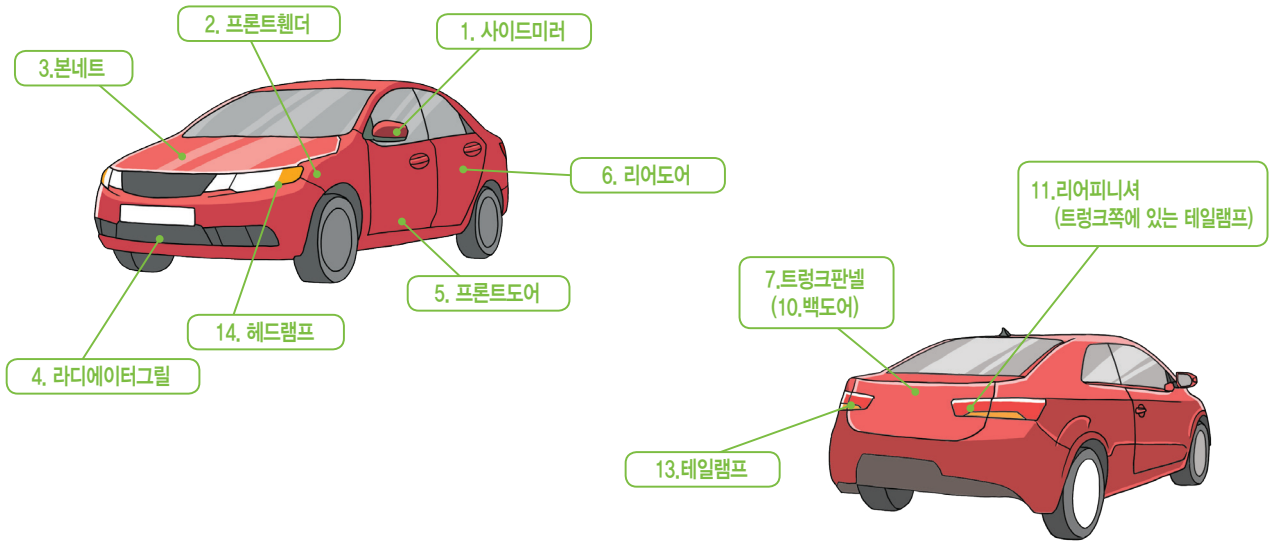 2. 프론트휀더
1. 사이드미러
3.본네트
6. 리어도어
11.리어피니셔
(트렁크쪽에 있는 테일램프)
7.트렁크판넬
(10.백도어)
5. 프론트도어
14. 헤드램프
4. 라디에이터그릴
13.테일램프